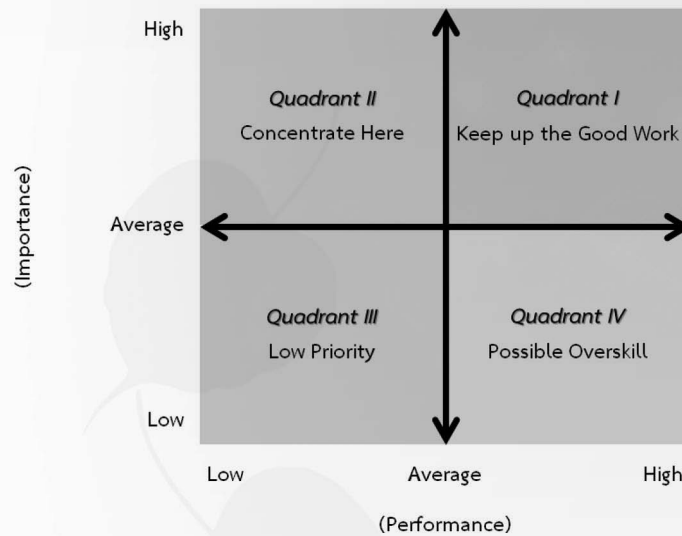 High
Quadrant II
Quadrant I
Concentrate Here
Keep up the Good Work
(Importance)
Average
Quadrant III
Quadrant IV
Low Priority
Possible Overskill
Low
Low
Average
High
(Performance)